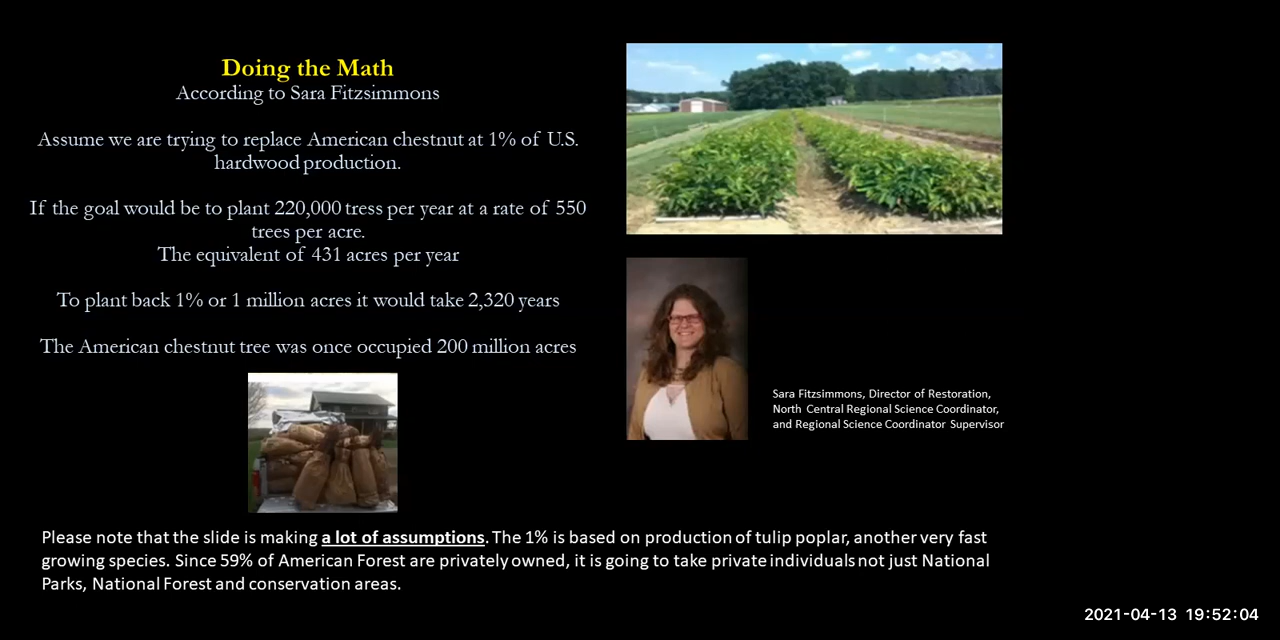 Doing the Math
According to Sara Fitzsimmons
Assume we are trying to replace American chestnut at 1% of U.S.
hardwood production.
If the goal would be to plant 220,000 tress per year at a rate of 550
trees per acre.
The equivalent of 431 acres per year
To plant back 1% or 1 million acres it would take 2,320 years
The American chestnut tree was once occupied 200 million acres
Sara Fitzsimmons, Director of Restoration,
North Central Regional Science Coordinator,
and Regional Science Coordinator Supervisor
Please note that the slide is making a lot of assumptions. The 1% is based on production of tulip poplar, another very fast
growing species. Since 59% of American Forest are privately owned, it is going to take private individuals not just National
Parks, National Forest and conservation areas.
2021-04-13 19:52:04